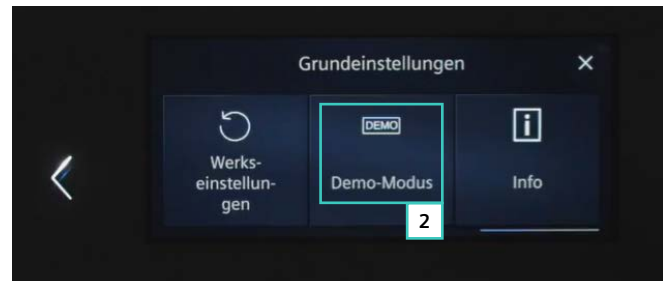 Grundeinstellungen
DEMO
i
Werks-
einstellun-
gen
Demo-Modus
Info
2